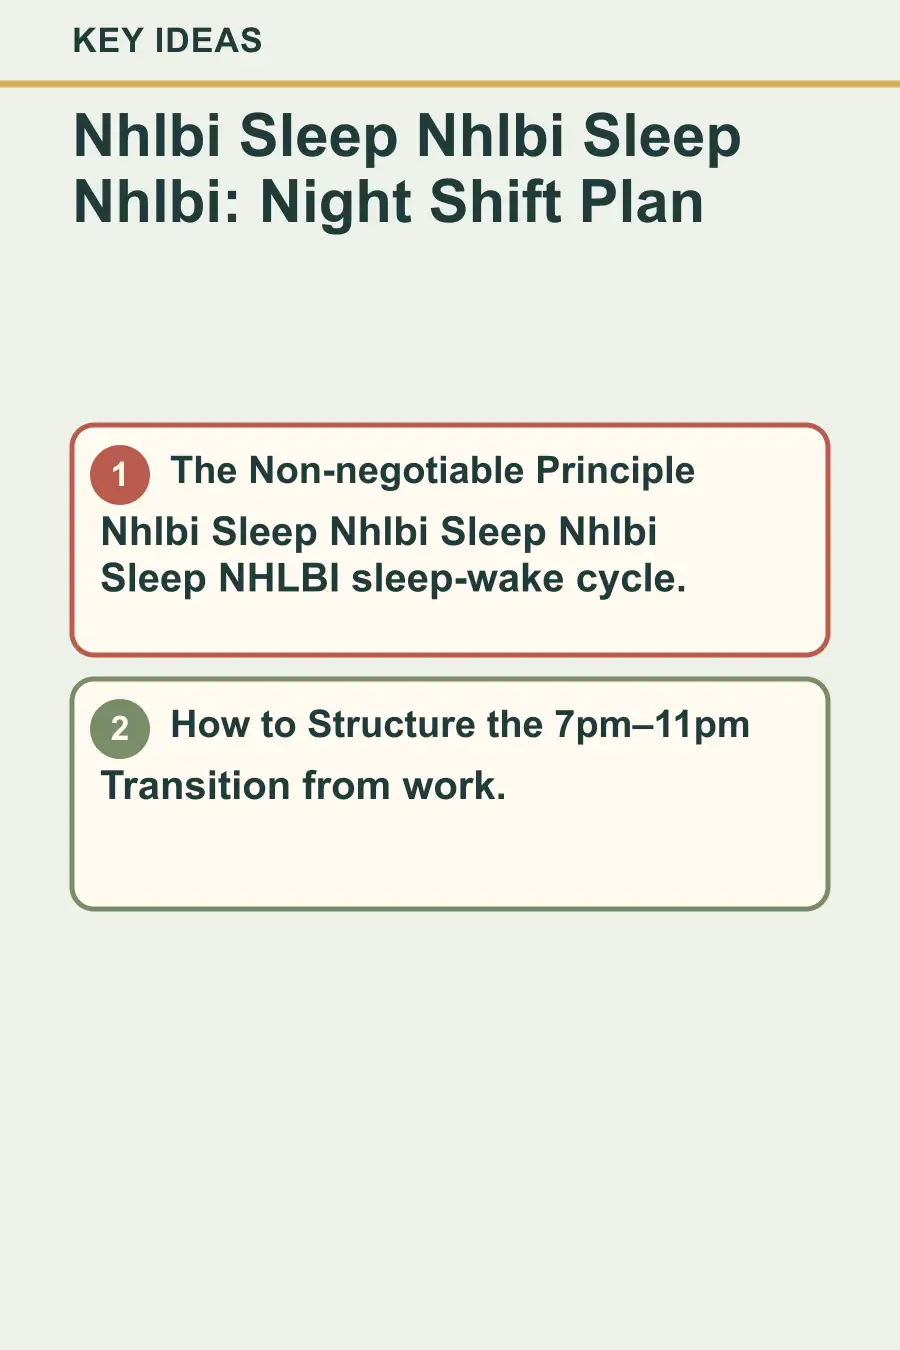 KEY IDEAS
Nhlbi Sleep Nhlbi Sleep
Nhlbi: Night Shift Plan
1 The Non-negotiable Principle
Nhlbi Sleep Nhlbi Sleep Nhlbi
Sleep NHLBI sleep-wake cycle.
2 How to Structure the 7pm–11pm
Transition from work.